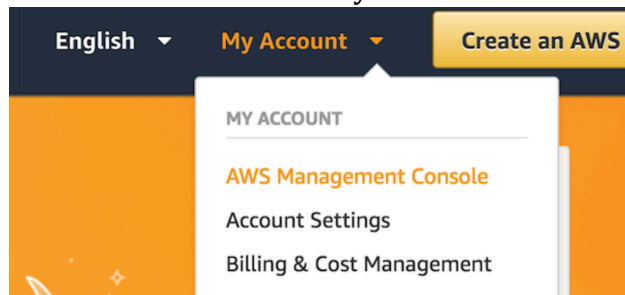 English My Account Create an AWS
MY ACCOUNT
AWS Management Console
Account Settings
Billing & Cost Management